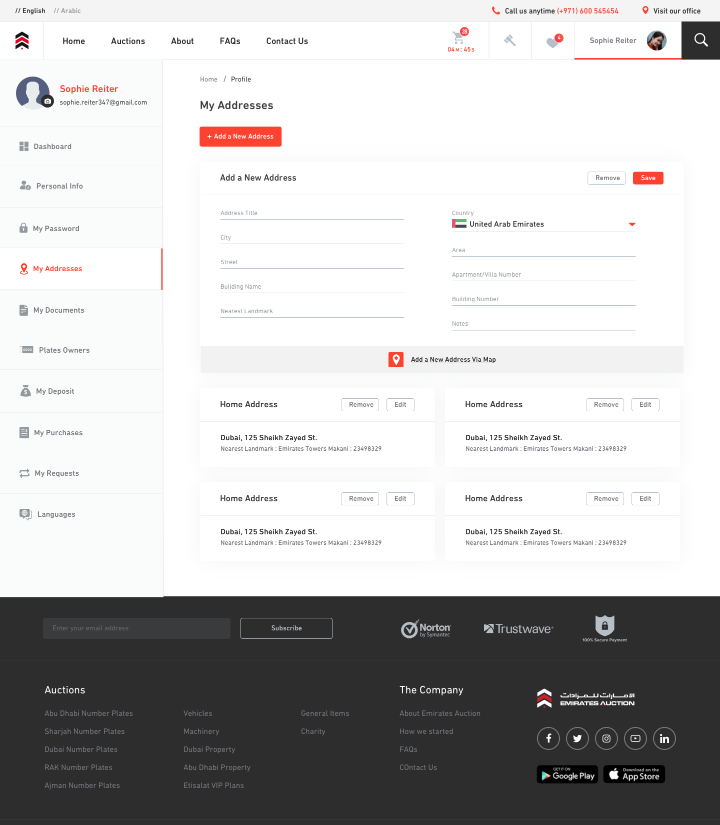 // English
// Arabic
Call us anytime (+971) 600 545454
Visit our office
Home
Auctions
About
FAQs
Contact Us
04M : 45S
Sophie Reiter
Sophie Reiter
sophie.reiter347@gmail.com
Dashboard
Personal Info
My Password
My Addresses
My Documents
Plates Owners
My Deposit
My Purchases
My Requests
Languages
Home / Profile
My Addresses
+ Add a New Address
Add a New Address
Remove
Save
Address Title
City
Street
Building Name
Nearest Landmark
Country
United Arab Emirates
Area
Apartment/Villa Number
Building Number
Notes
Add a New Address Via Map
Home Address
Remove
Edit
Dubai, 125 Sheikh Zayed St.
Nearest Landmark : Emirates Towers Makani : 23498329
Home Address
Remove
Edit
Dubai, 125 Sheikh Zayed St.
Nearest Landmark : Emirates Towers Makani : 23498329
Home Address
Remove
Edit
Dubai, 125 Sheikh Zayed St.
Nearest Landmark : Emirates Towers Makani : 23498329
Home Address
Remove
Edit
Dubai, 125 Sheikh Zayed St.
Nearest Landmark : Emirates Towers Makani : 23498329
Enter your email address
Subscribe
Norton
by Symantec
Trustwave
100% Secure Payment
Auctions
Abu Dhabi Number Plates
Sharjah Number Plates
Dubai Number Plates
RAK Number Plates
Ajman Number Plates
Vehicles
Machinery
Dubai Property
Abu Dhabi Property
Etisalat VIP Plans
General Items
Charity
The Company
About Emirates Auction
How we started
FAQs
COntact Us
الإمارات للمزادات
EMIRATES AUCTION
GET IT ON
Google Play
Download on the
App Store